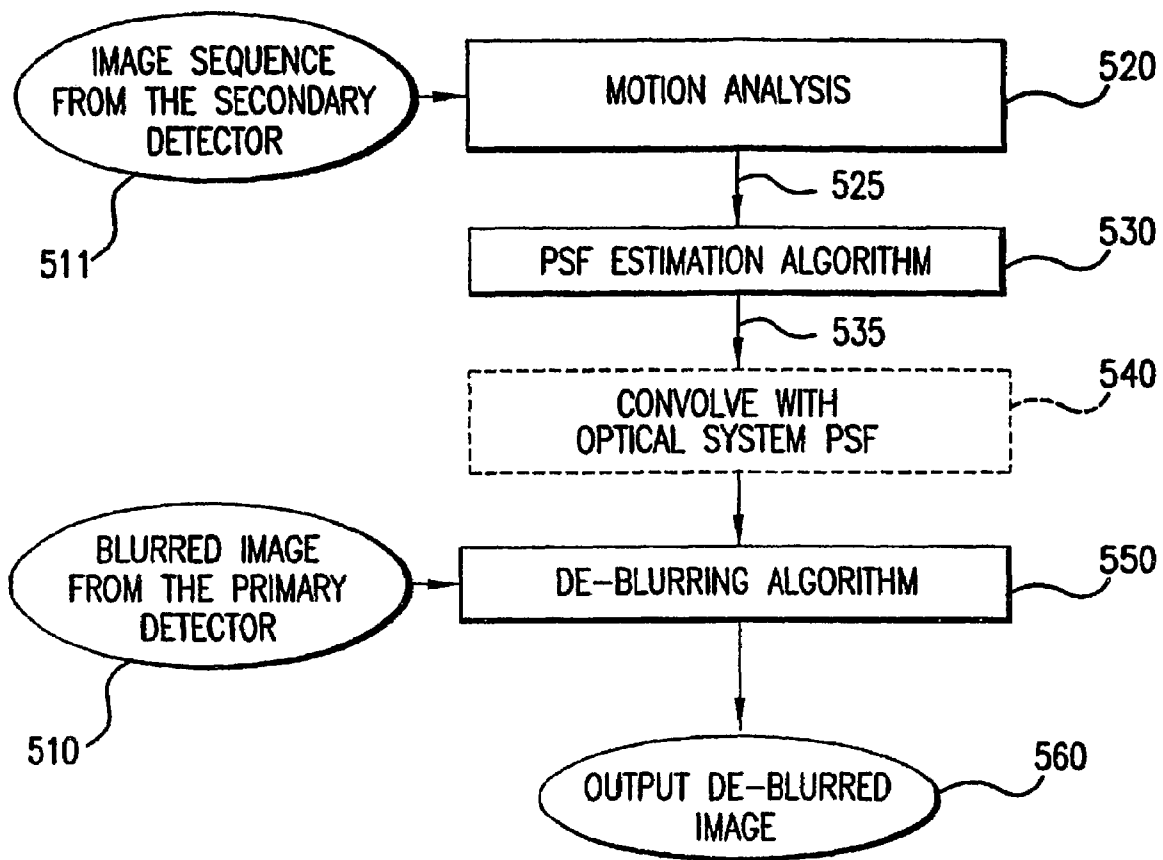 IMAGE SEQUENCE
FROM THE SECONDARY
DETECTOR
511
MOTION ANALYSIS
520
525
PSF ESTIMATION ALGORITHM
530
535
CONVOLVE WITH
OPTICAL SYSTEM PSF
540
BLURRED IMAGE
FROM THE PRIMARY
DETECTOR
510
DE-BLURRING ALGORITHM
550
OUTPUT DE-BLURRED
IMAGE
560